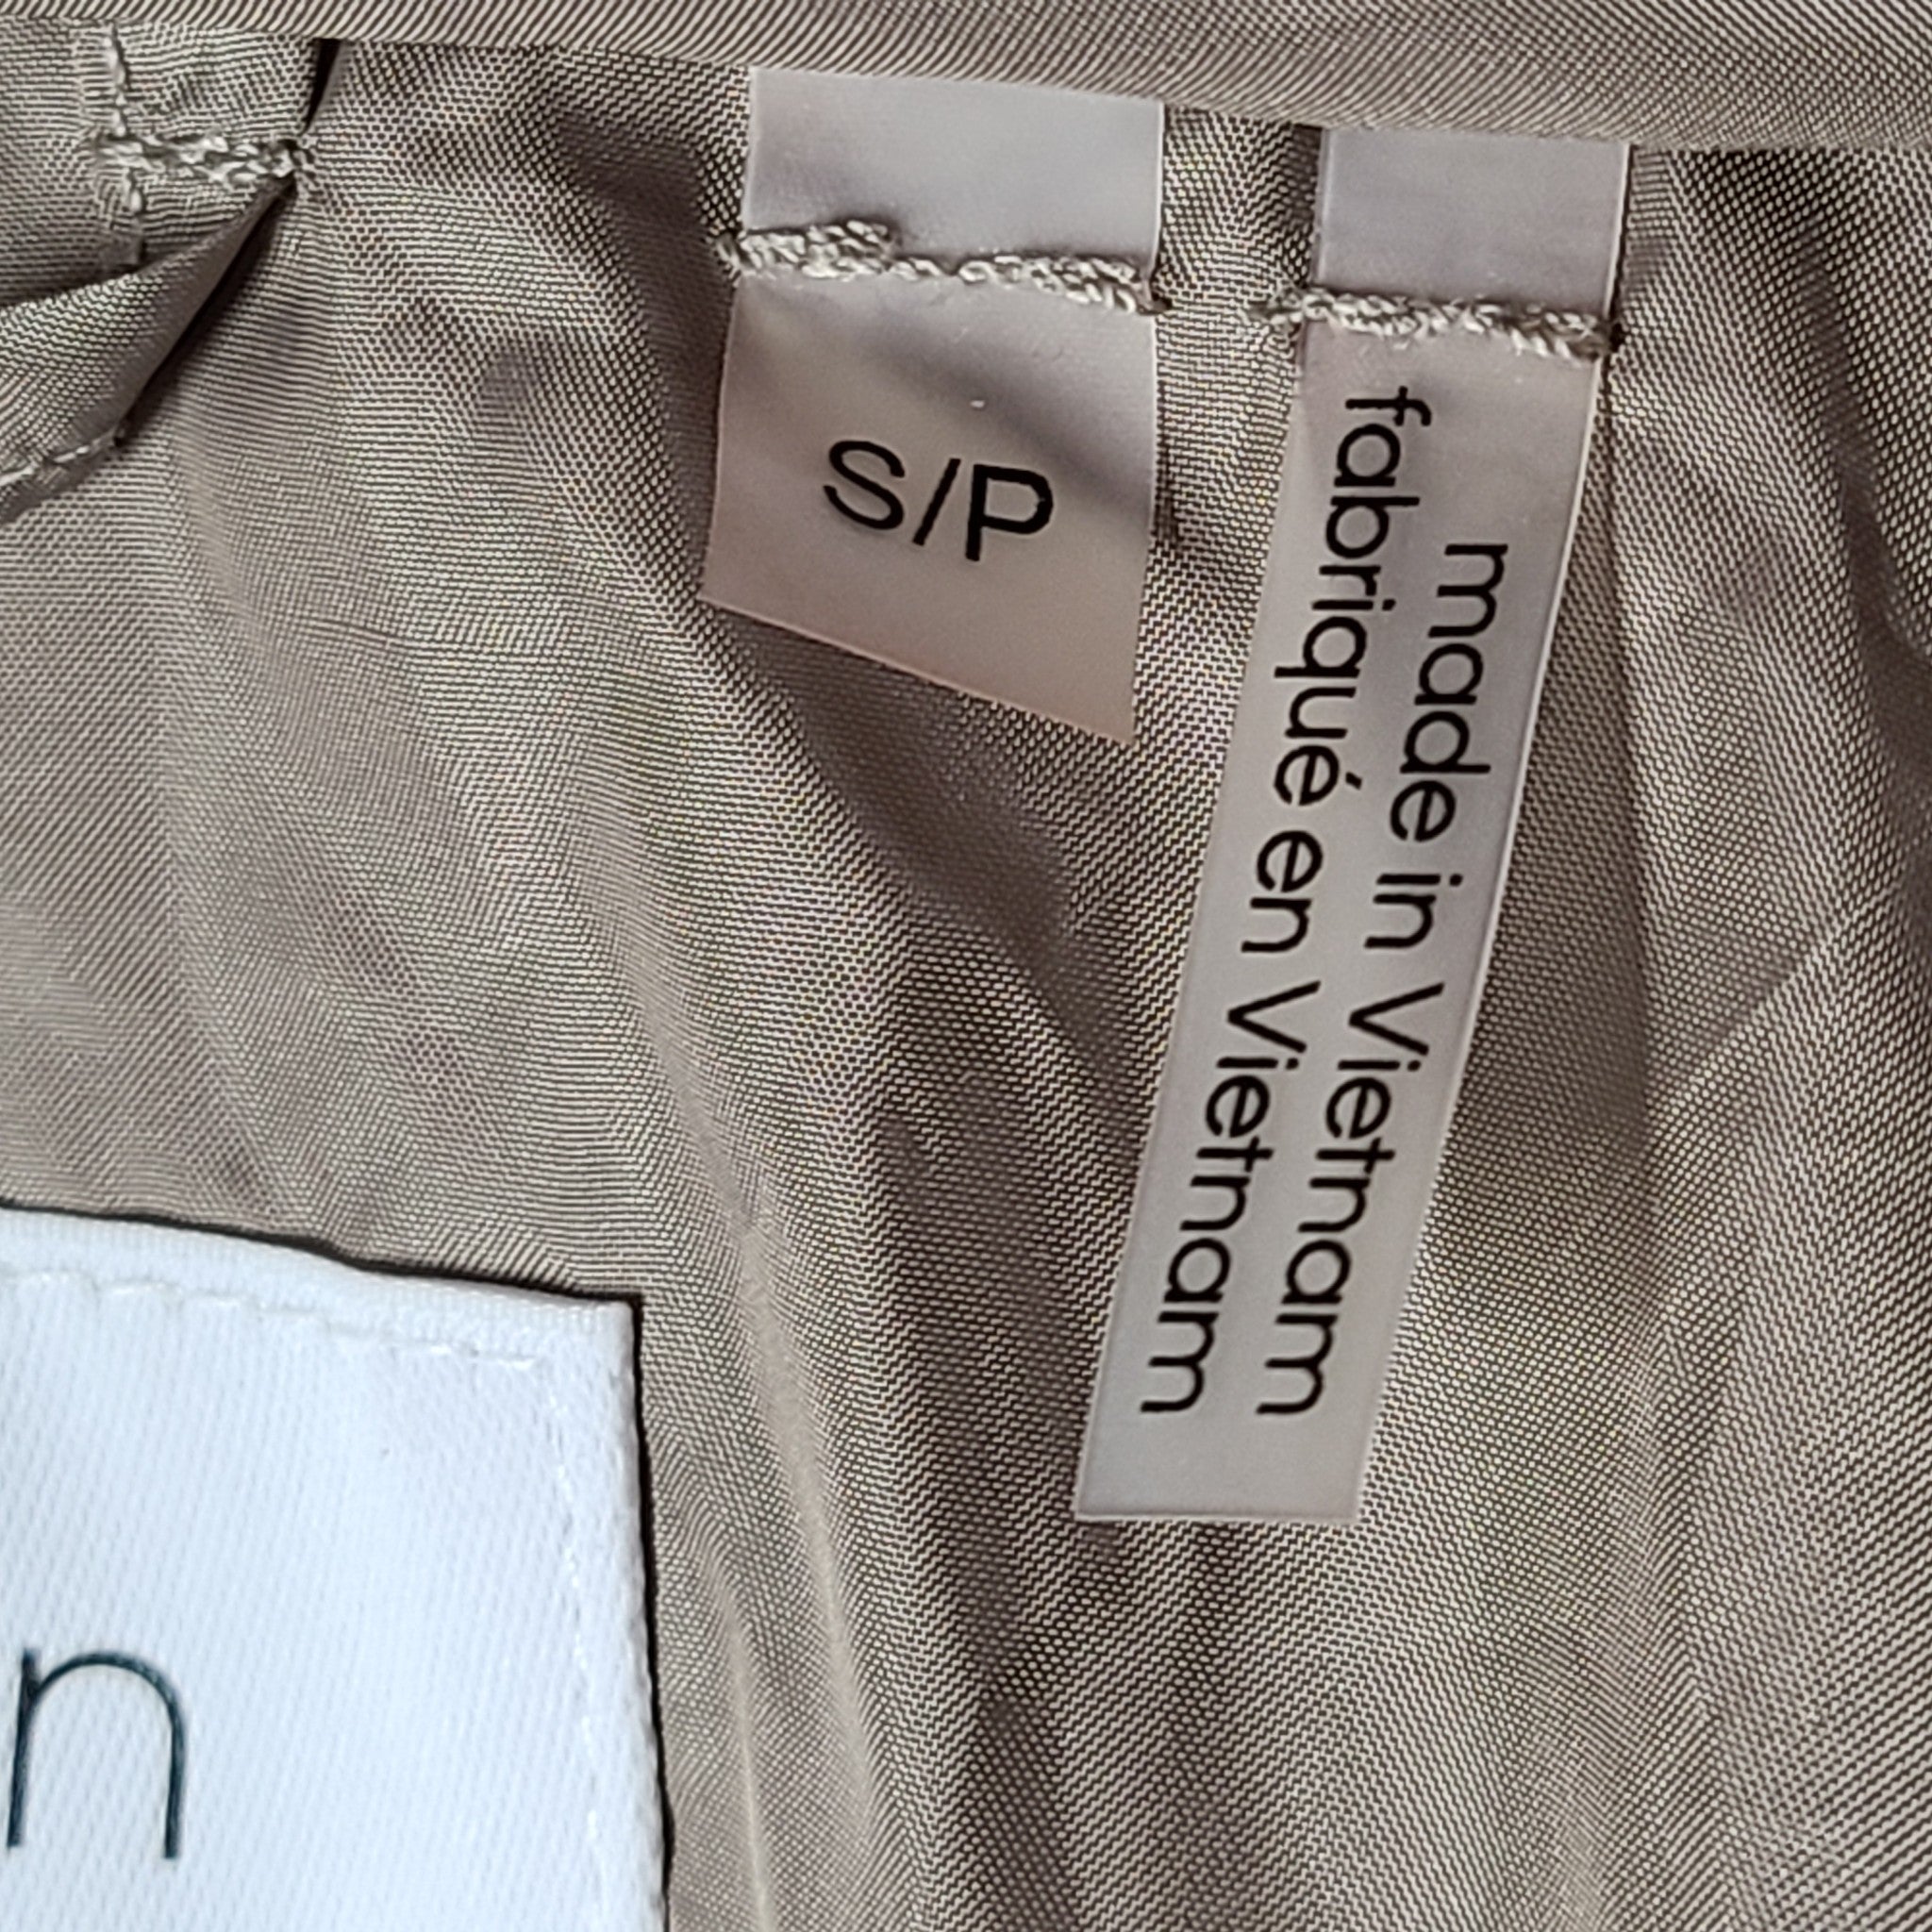 S/P
made in Vietnam
fabriqué en Vietnam
n